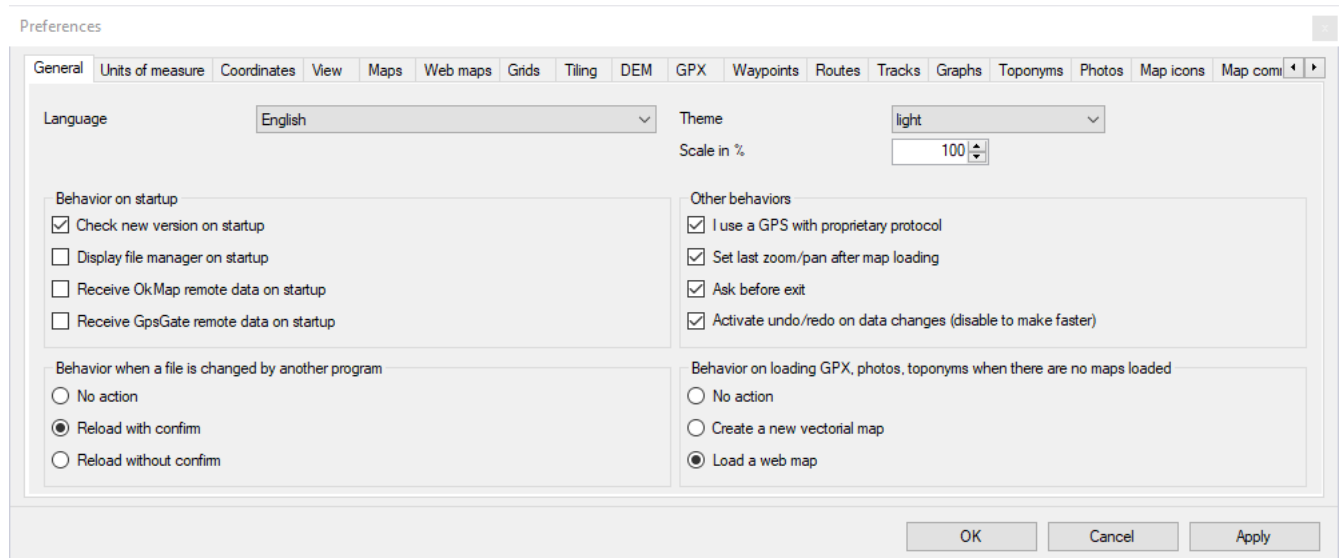 Preferences
General Units of measure Coordinates View Maps Web maps Grids Tiling DEM GPX Waypoints Routes Tracks Graphs Toponyms Photos Map icons Map com
Language English Theme light
Scale in % 100
Behavior on startup
Check new version on startup
Display file manager on startup
Receive OkMap remote data on startup
Receive GpsGate remote data on startup
Other behaviors
I use a GPS with proprietary protocol
Set last zoom/pan after map loading
Ask before exit
Activate undo/redo on data changes (disable to make faster)
Behavior when a file is changed by another program
No action
Reload with confirm
Reload without confirm
Behavior on loading GPX, photos, toponyms when there are no maps loaded
No action
Create a new vectorial map
Load a web map
OK Cancel Apply